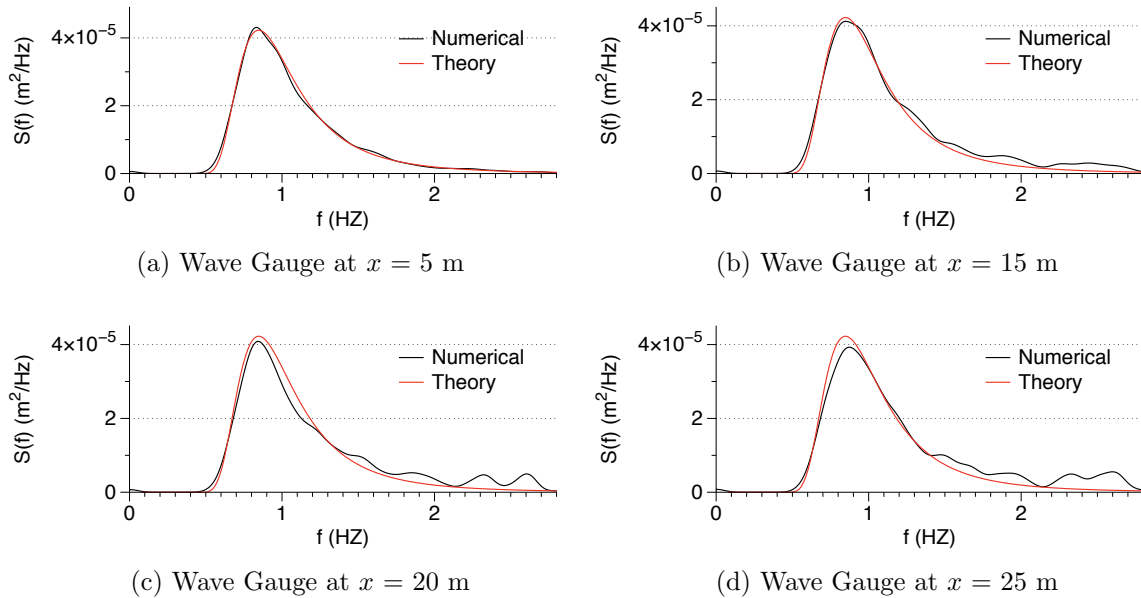 4×10⁻⁵
2
0
S(f) (m²/Hz)
Numerical
Theory
0 1 2
f (HZ)
(a) Wave Gauge at x = 5 m
4×10⁻⁵
2
0
S(f) (m²/Hz)
Numerical
Theory
0 1 2
f (HZ)
(b) Wave Gauge at x = 15 m
4×10⁻⁵
2
0
S(f) (m²/Hz)
Numerical
Theory
0 1 2
f (HZ)
(c) Wave Gauge at x = 20 m
4×10⁻⁵
2
0
S(f) (m²/Hz)
Numerical
Theory
0 1 2
f (HZ)
(d) Wave Gauge at x = 25 m